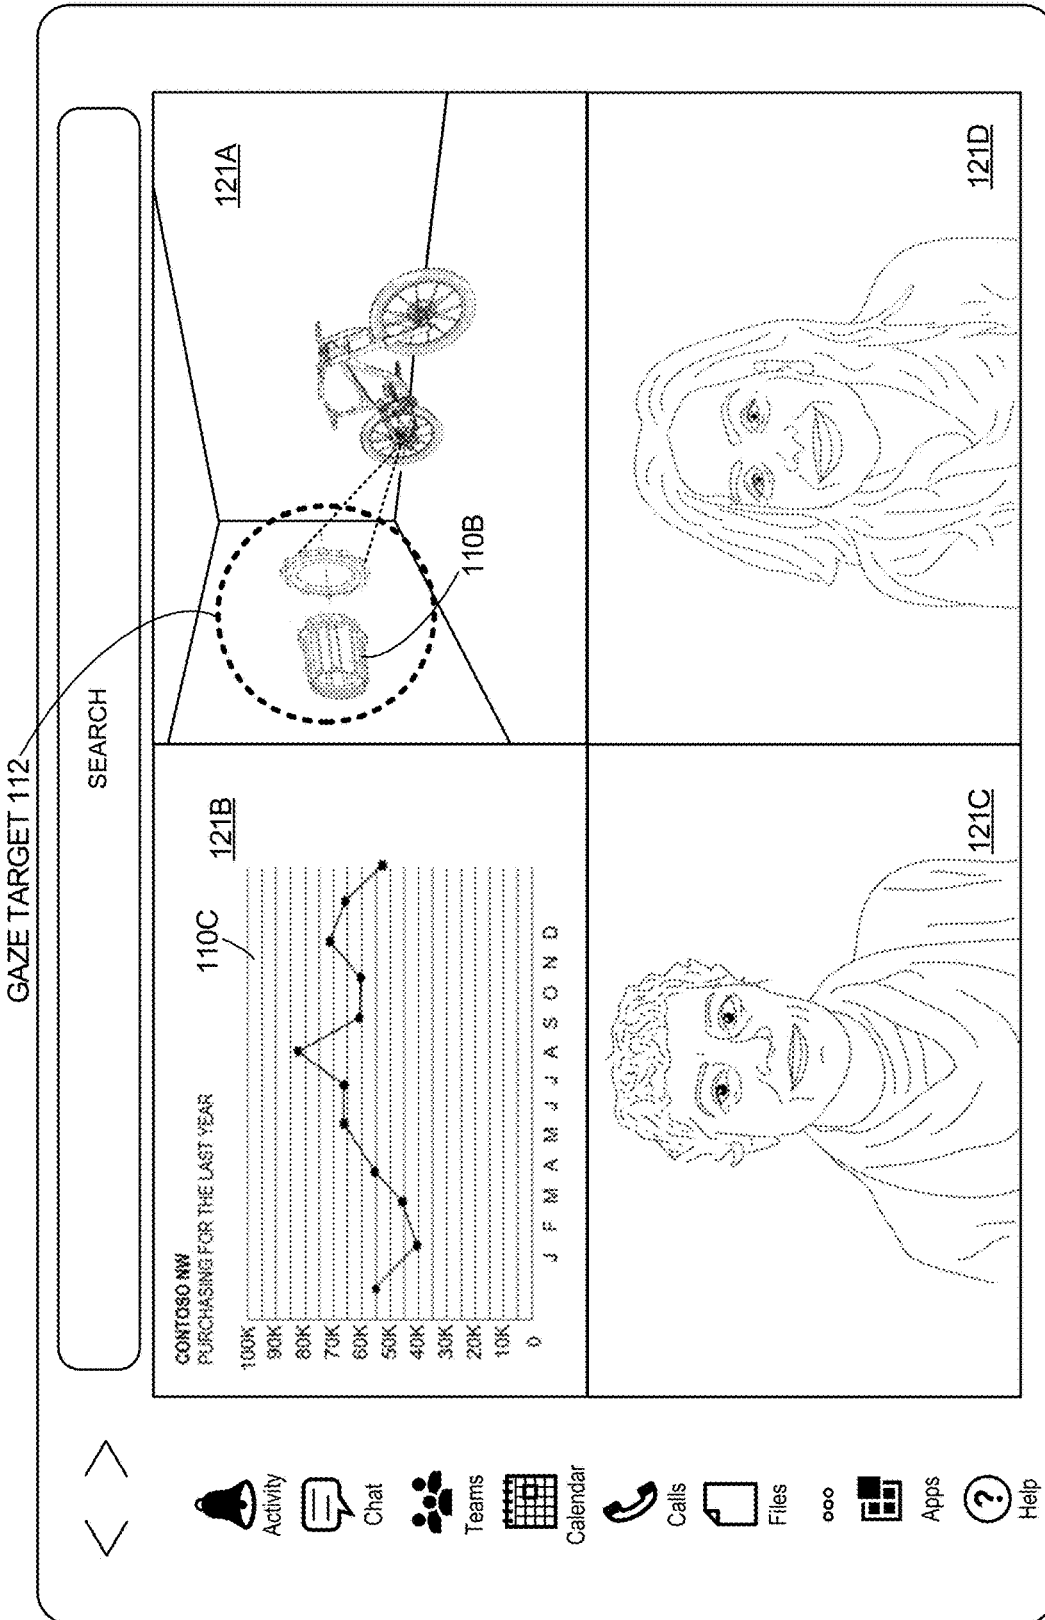 GAZE TARGET 112
SEARCH
Activity
Chat
Teams
Calendar
Calls
Files
Apps
Help
CONTOSO NW
PURCHASING FOR THE LAST YEAR
110C
121B
100K
90K
80K
70K
60K
50K
40K
30K
20K
10K
0
J F M A M J J A S O N D
121A
110B
121C
121D